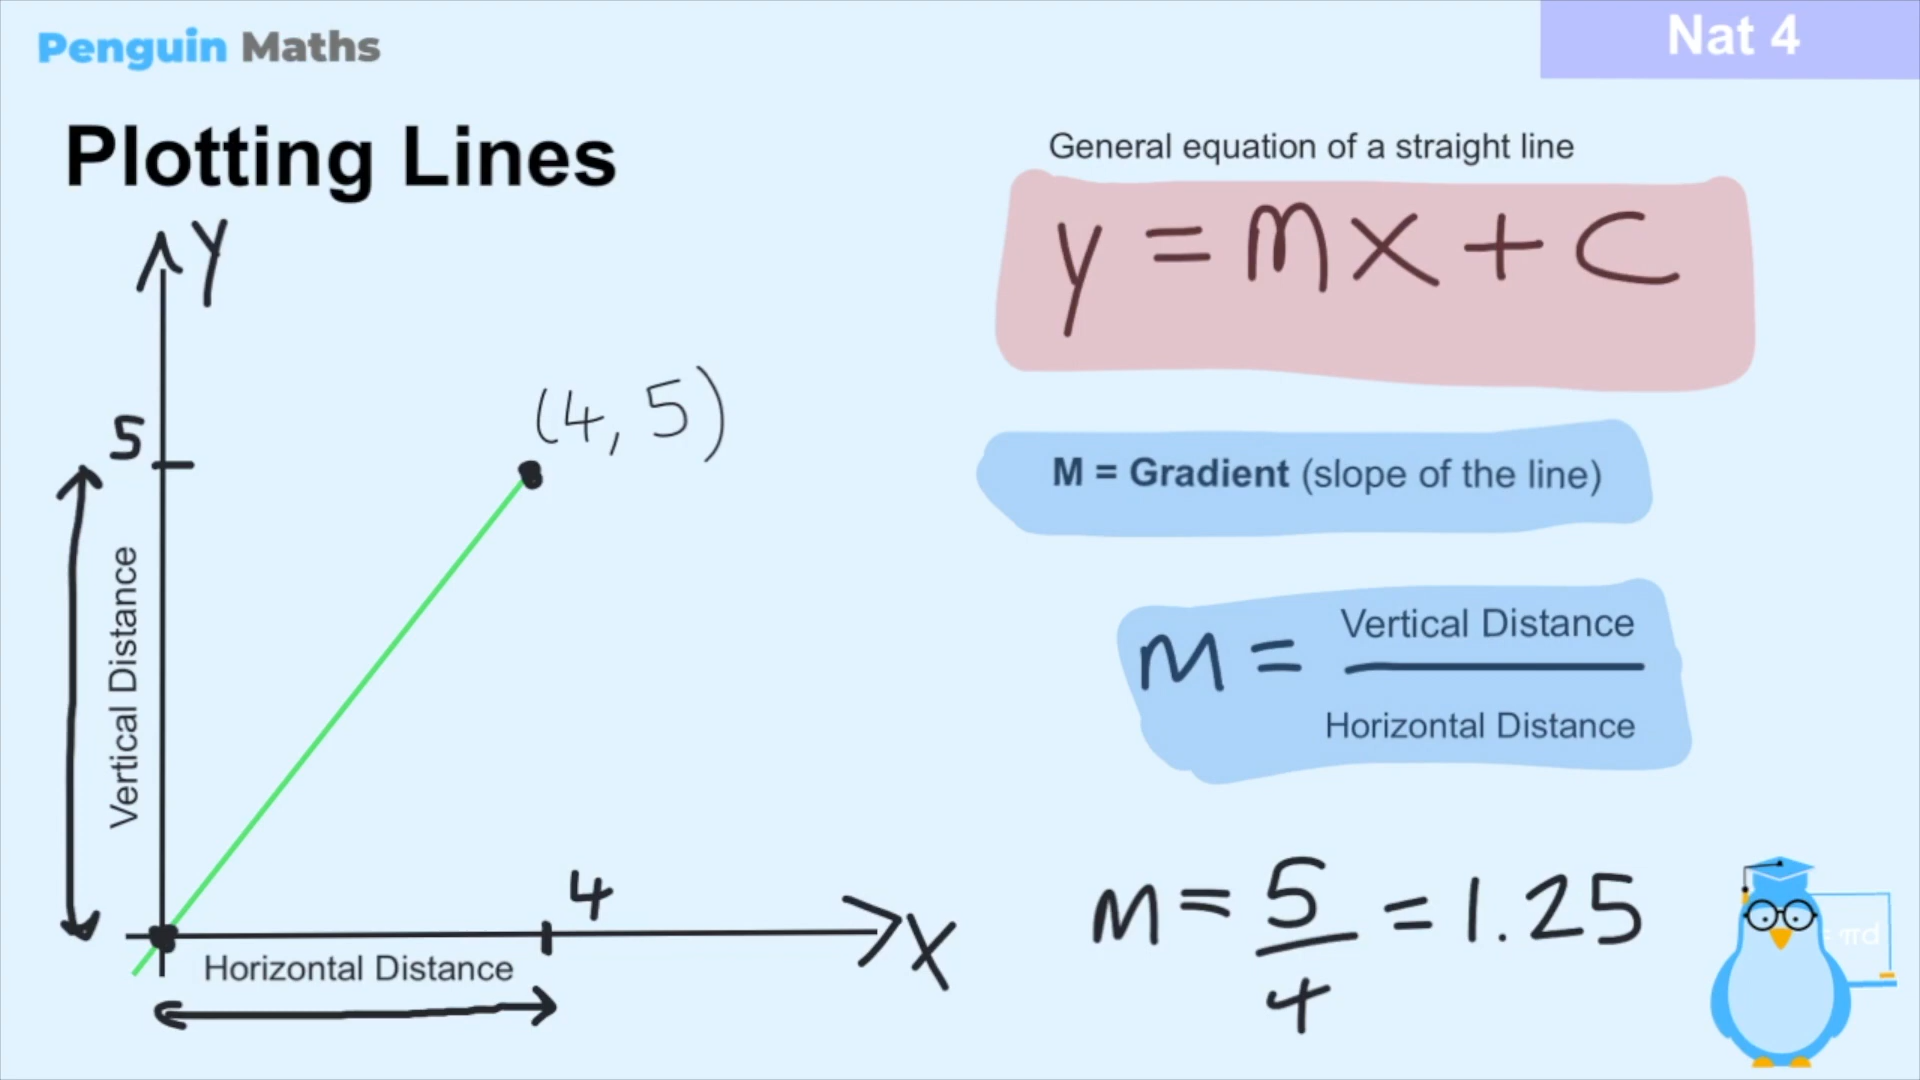 Penguin Maths
Nat 4
Plotting Lines
General equation of a straight line
y = mx + c
Y
(4, 5)
5
M = Gradient (slope of the line)
Vertical Distance
M = Vertical Distance
Horizontal Distance
4
X
Horizontal Distance
M = 5
4
= 1.25
= πd